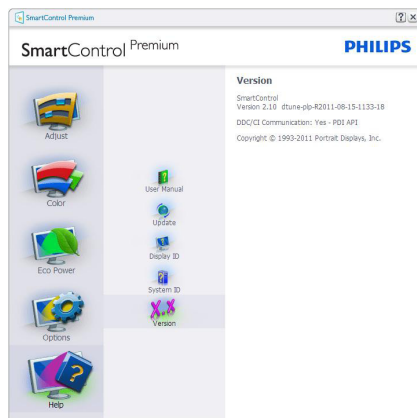 SmartControl Premium
? x
SmartControl Premium
PHILIPS
Adjust
Color
Eco Power
Options
?
Help
?
User Manual
Update
?
Display ID
?
System ID
X.X
Version
Version
SmartControl
Version 2.10 dtune-plp-R2011-08-15-1133-18
DDC/CI Communication: Yes - PDI API
Copyright © 1993-2011 Portrait Displays, Inc.